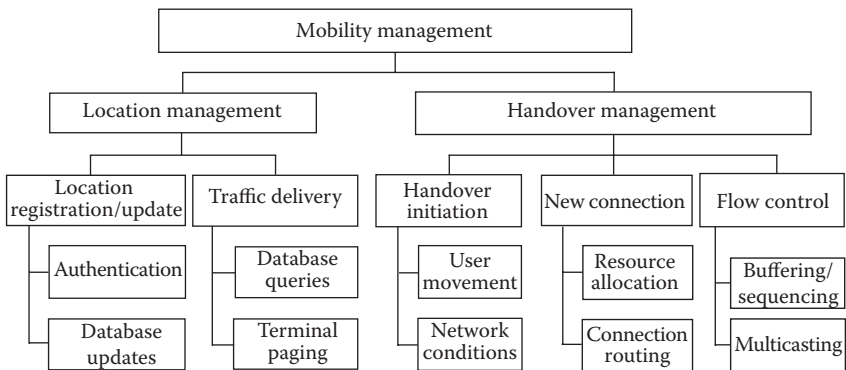 Mobility management
Location management
Handover management
Location
registration/update
Traffic delivery
Handover
initiation
New connection
Flow control
Authentication
Database
queries
User
movement
Resource
allocation
Buffering/
sequencing
Database
updates
Terminal
paging
Network
conditions
Connection
routing
Multicasting